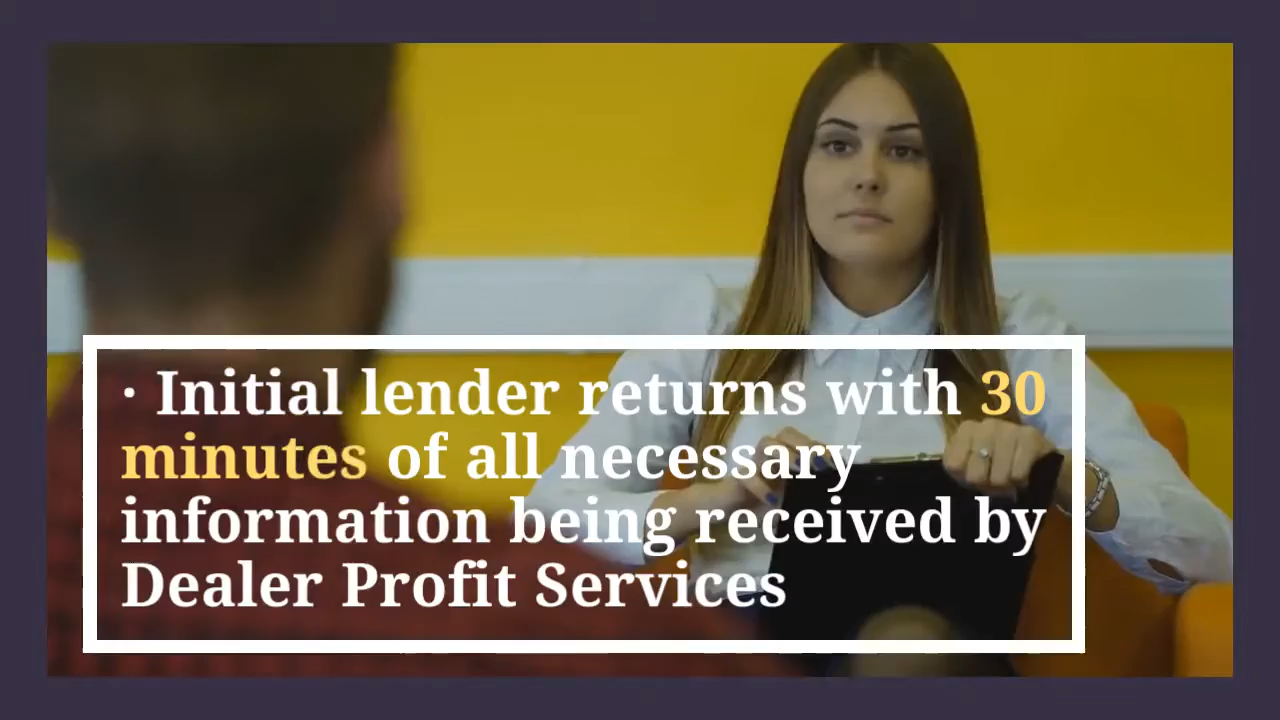 · Initial lender returns with 30
minutes of all necessary
information being received by
Dealer Profit Services